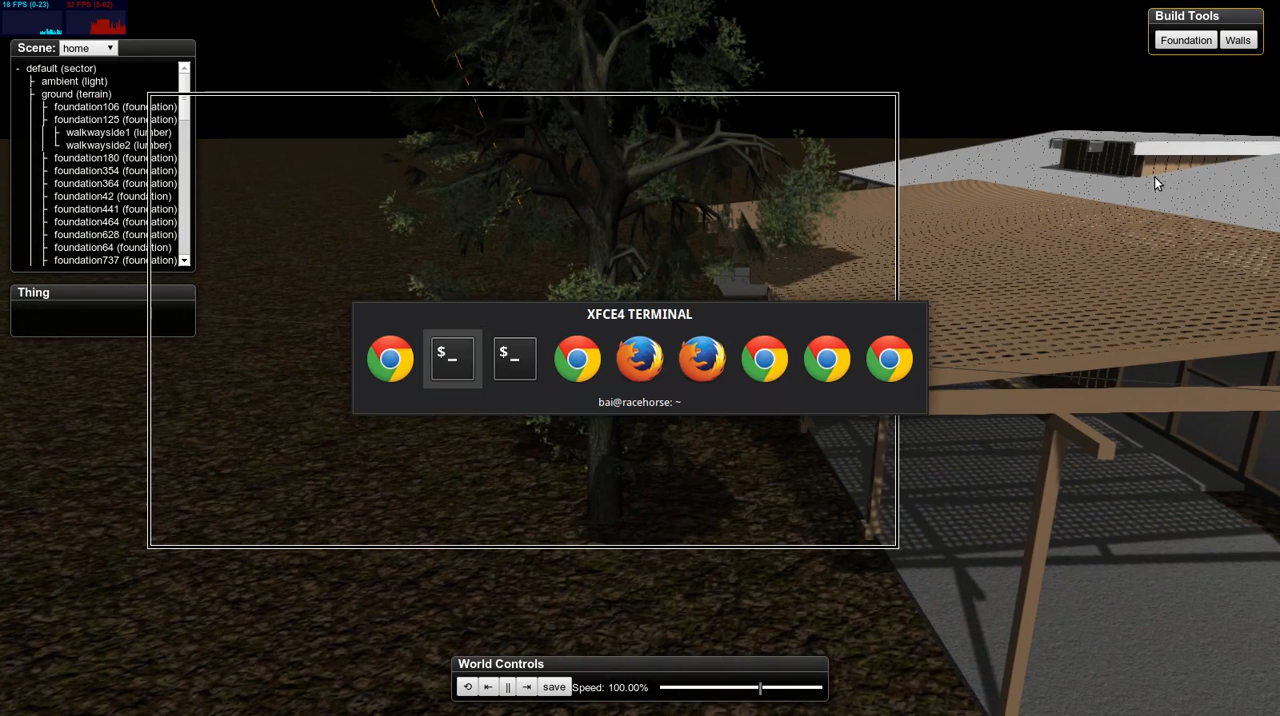 18 FPS (0-23) 32 FPS (5-62)
Scene: home
- default (sector)
ambient (light)
ground (terrain)
foundation106 (foundation)
foundation125 (foundation)
walkwayside1 (lumber)
walkwayside2 (lumber)
foundation180 (foundation)
foundation354 (foundation)
foundation364 (foundation)
foundation42 (foundation)
foundation441 (foundation)
foundation464 (foundation)
foundation628 (foundation)
foundation64 (foundation)
foundation737 (foundation)
Thing
Build Tools
Foundation Walls
XFCE4 TERMINAL
$_ $_
bai@racehorse: ~
World Controls
save Speed: 100.00%